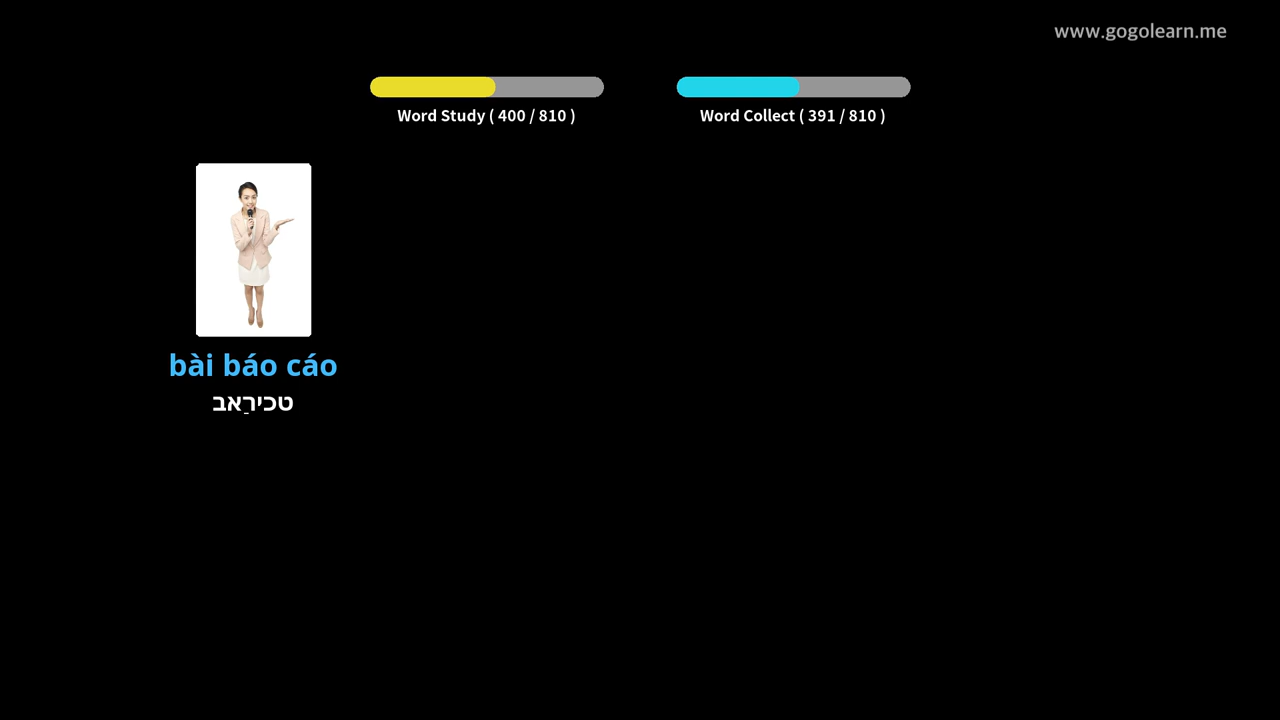 www.gogolearn.me
Word Study ( 400 / 810 )
Word Collect ( 391 / 810 )
bài báo cáo
טכירַאב